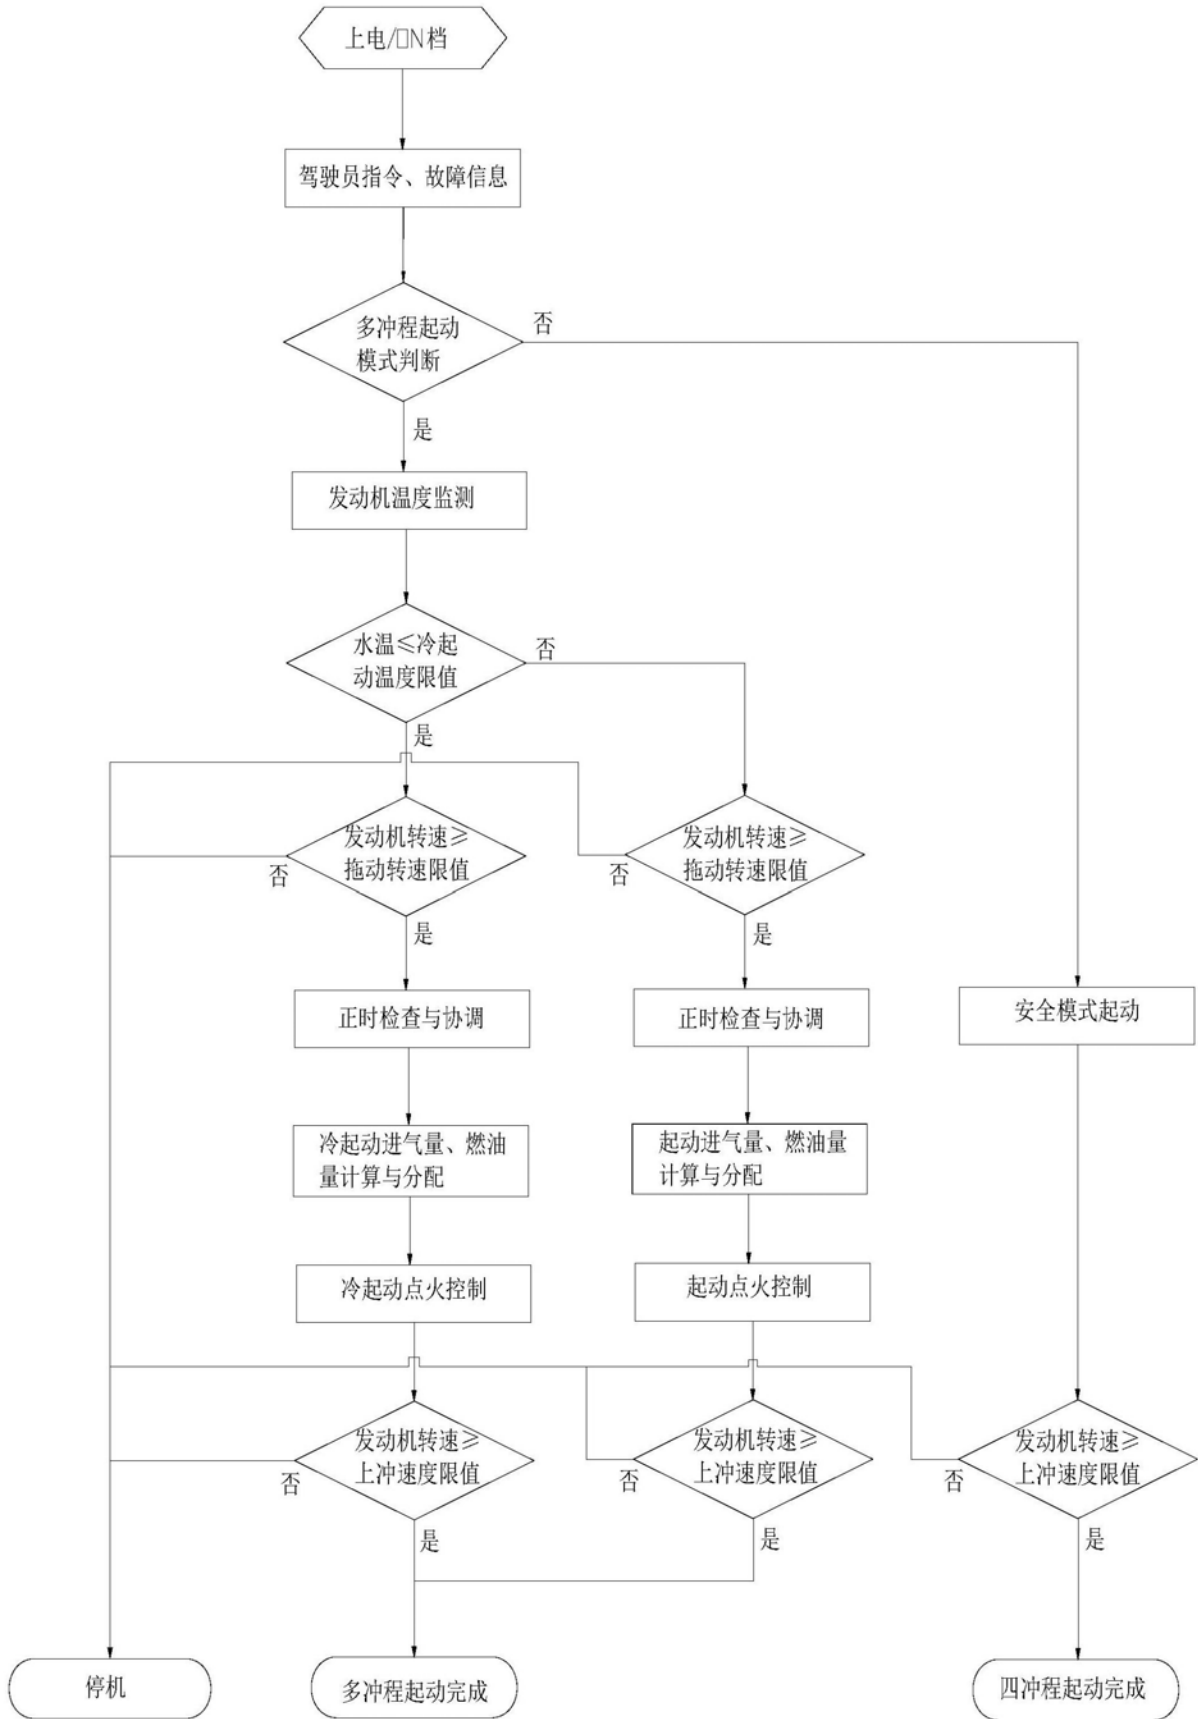 上电/□N档
驾驶员指令、故障信息
多冲程起动
模式判断
否
是
发动机温度监测
水温≤冷起
动温度限值
否
是
发动机转速≥
拖动转速限值
否
是
发动机转速≥
拖动转速限值
否
是
正时检查与协调
正时检查与协调
安全模式起动
冷起动进气量、燃油
量计算与分配
起动进气量、燃油量
计算与分配
冷起动点火控制
起动点火控制
发动机转速≥
上冲速度限值
否
是
发动机转速≥
上冲速度限值
否
是
发动机转速≥
上冲速度限值
否
是
停机
多冲程起动完成
四冲程起动完成